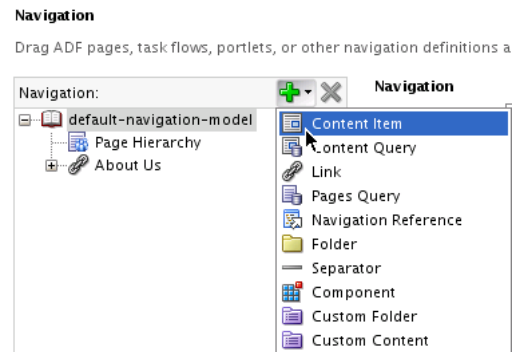 Navigation
Drag ADF pages, task flows, portlets, or other navigation definitions a
Navigation:
Navigation
default-navigation-model
Page Hierarchy
About Us
Content Item
Content Query
Link
Pages Query
Navigation Reference
Folder
Separator
Component
Custom Folder
Custom Content